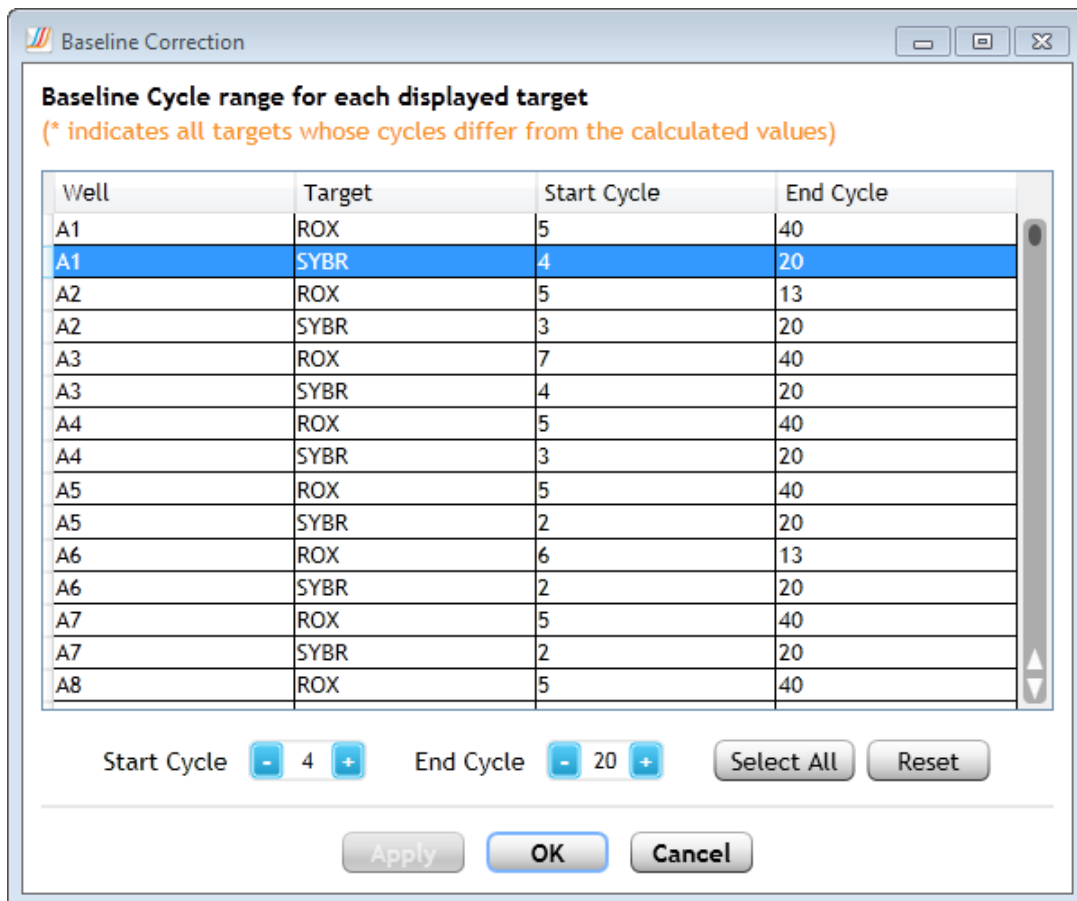 Baseline Correction
Baseline Cycle range for each displayed target
(* indicates all targets whose cycles differ from the calculated values)
Well Target Start Cycle End Cycle
A1 ROX 5 40
A1 SYBR 4 20
A2 ROX 5 13
A2 SYBR 3 20
A3 ROX 7 40
A3 SYBR 4 20
A4 ROX 5 40
A4 SYBR 3 20
A5 ROX 5 40
A5 SYBR 2 20
A6 ROX 6 13
A6 SYBR 2 20
A7 ROX 5 40
A7 SYBR 2 20
A8 ROX 5 40
Start Cycle - 4 + End Cycle - 20 + Select All Reset
Apply OK Cancel